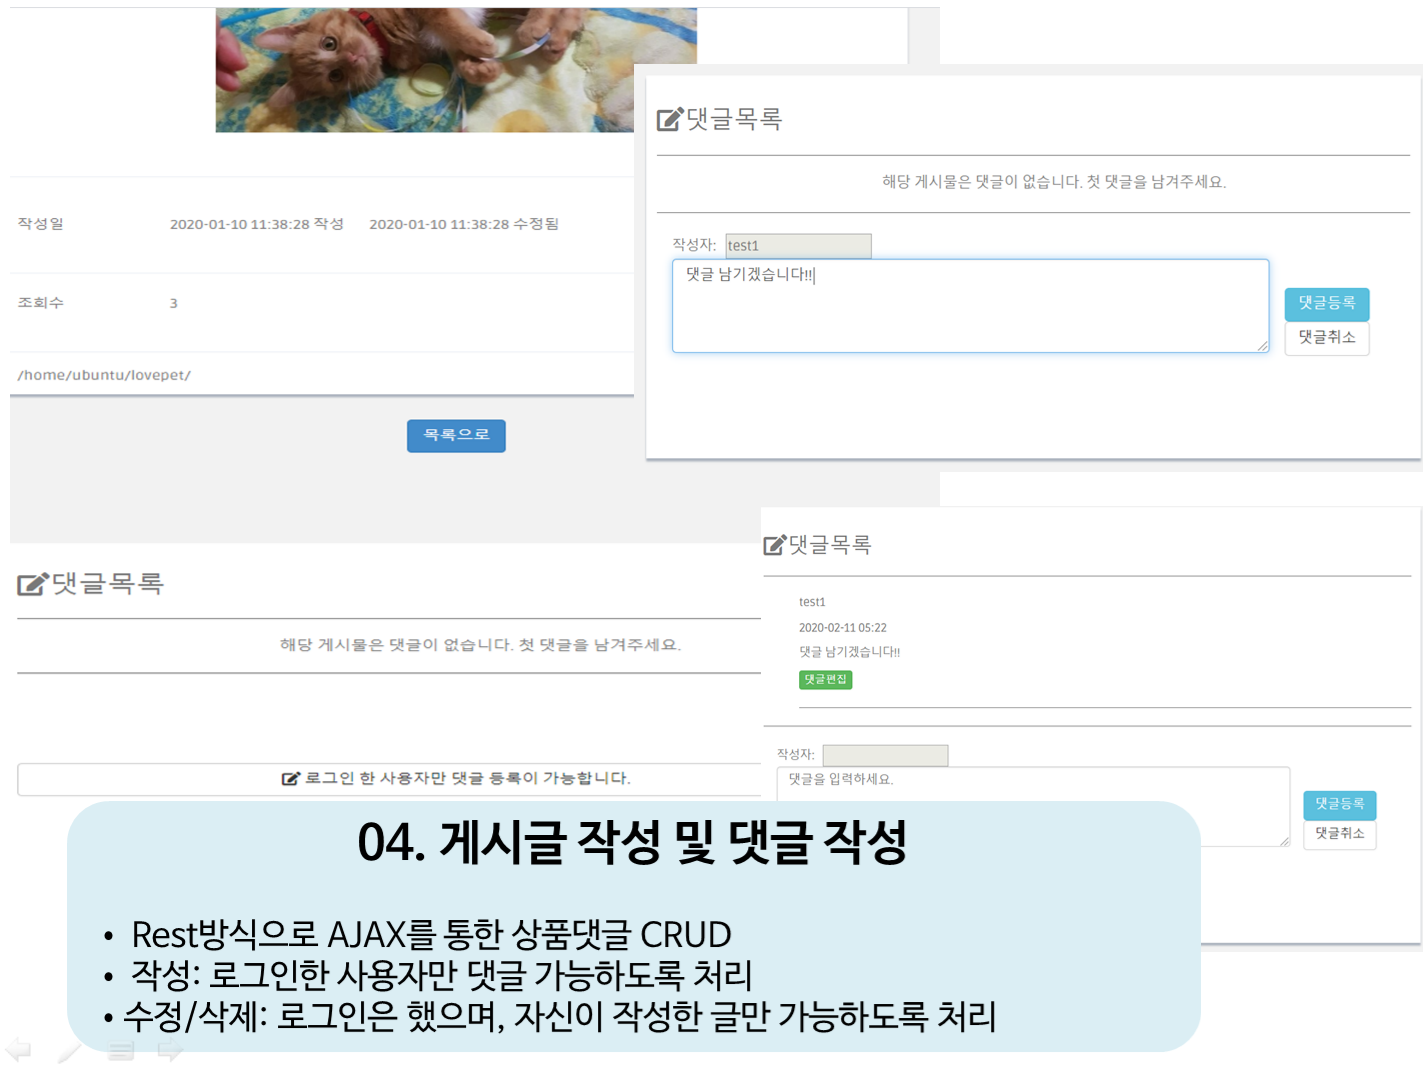 작성일 2020-01-10 11:38:28 작성 2020-01-10 11:38:28 수정됨
조회수 3
/home/ubuntu/lovepet/
목록으로
댓글목록
해당 게시물은 댓글이 없습니다. 첫 댓글을 남겨주세요.
로그인 한 사용자만 댓글 등록이 가능합니다.
댓글목록
해당 게시물은 댓글이 없습니다. 첫 댓글을 남겨주세요.
작성자: test1
댓글 남기겠습니다!!
댓글등록
댓글취소
댓글목록
test1
2020-02-11 05:22
댓글 남기겠습니다!!
댓글편집
작성자:
댓글을 입력하세요.
댓글등록
댓글취소
04. 게시글 작성 및 댓글 작성
• Rest방식으로 AJAX를 통한 상품댓글 CRUD
• 작성: 로그인한 사용자만 댓글 가능하도록 처리
• 수정/삭제: 로그인은 했으며, 자신이 작성한 글만 가능하도록 처리